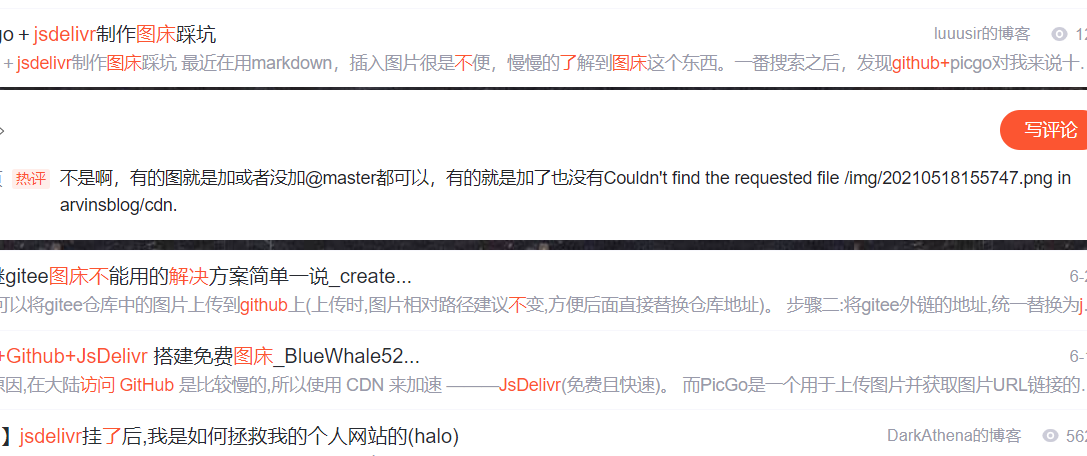 go＋jsdelivr制作图床踩坑 luuusir的博客 12
＋jsdelivr制作图床踩坑 最近在用markdown，插入图片很是不便，慢慢的了解到图床这个东西。一番搜索之后，发现github+picgo对我来说十...
写评论
热评 不是啊，有的图就是加或者没加@master都可以，有的就是加了也没有Couldn't find the requested file /img/20210518155747.png in
arvinsblog/cdn.
gitee图床不能用的解决方案简单一说_create... 6-2
可以将gitee仓库中的图片上传到github上(上传时,图片相对路径建议不变,方便后面直接替换仓库地址)。 步骤二:将gitee外链的地址,统一替换为j...
+Github+JsDelivr 搭建免费图床_BlueWhale52... 6-1
原因,在大陆访问 GitHub 是比较慢的,所以使用 CDN 来加速 ———JsDelivr(免费且快速)。 而PicGo是一个用于上传图片并获取图片URL链接的...
】jsdelivr挂了后,我是如何拯救我的个人网站的(halo) DarkAthena的博客 562